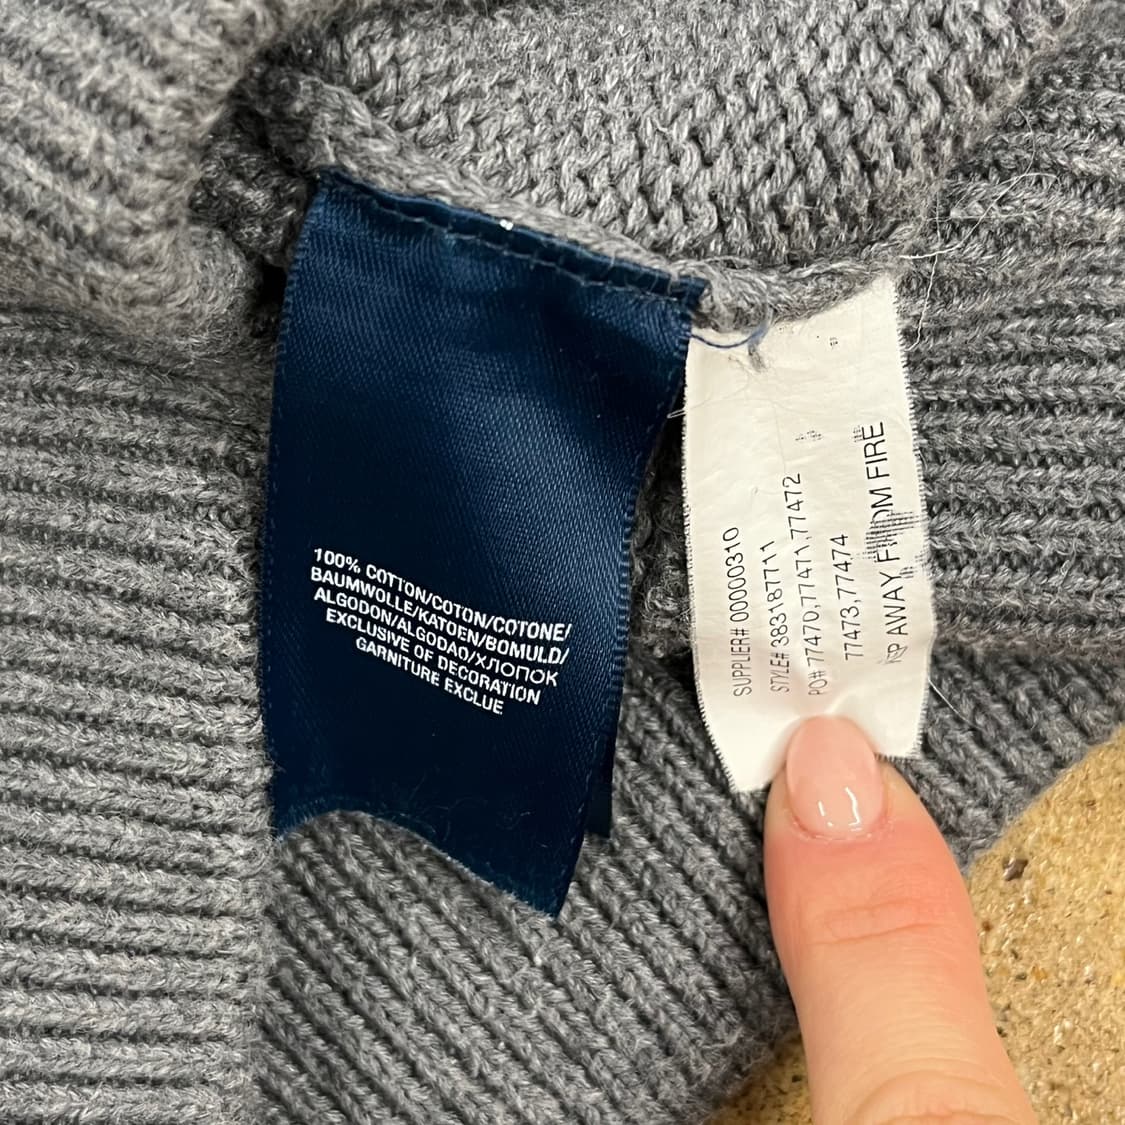 100% COTTON/COTON/COTONE/
BAUMWOLLE/KATOEN/BOMULD/
ALGODON/ALGODAO/ХЛОПОК
EXCLUSIVE OF DECORATION
GARNITURE EXCLUE
SUPPLIER# 00000310
STYLE# 383187711
PO# 77470,77471,77472
77473,77474
AWAY FROM FIRE